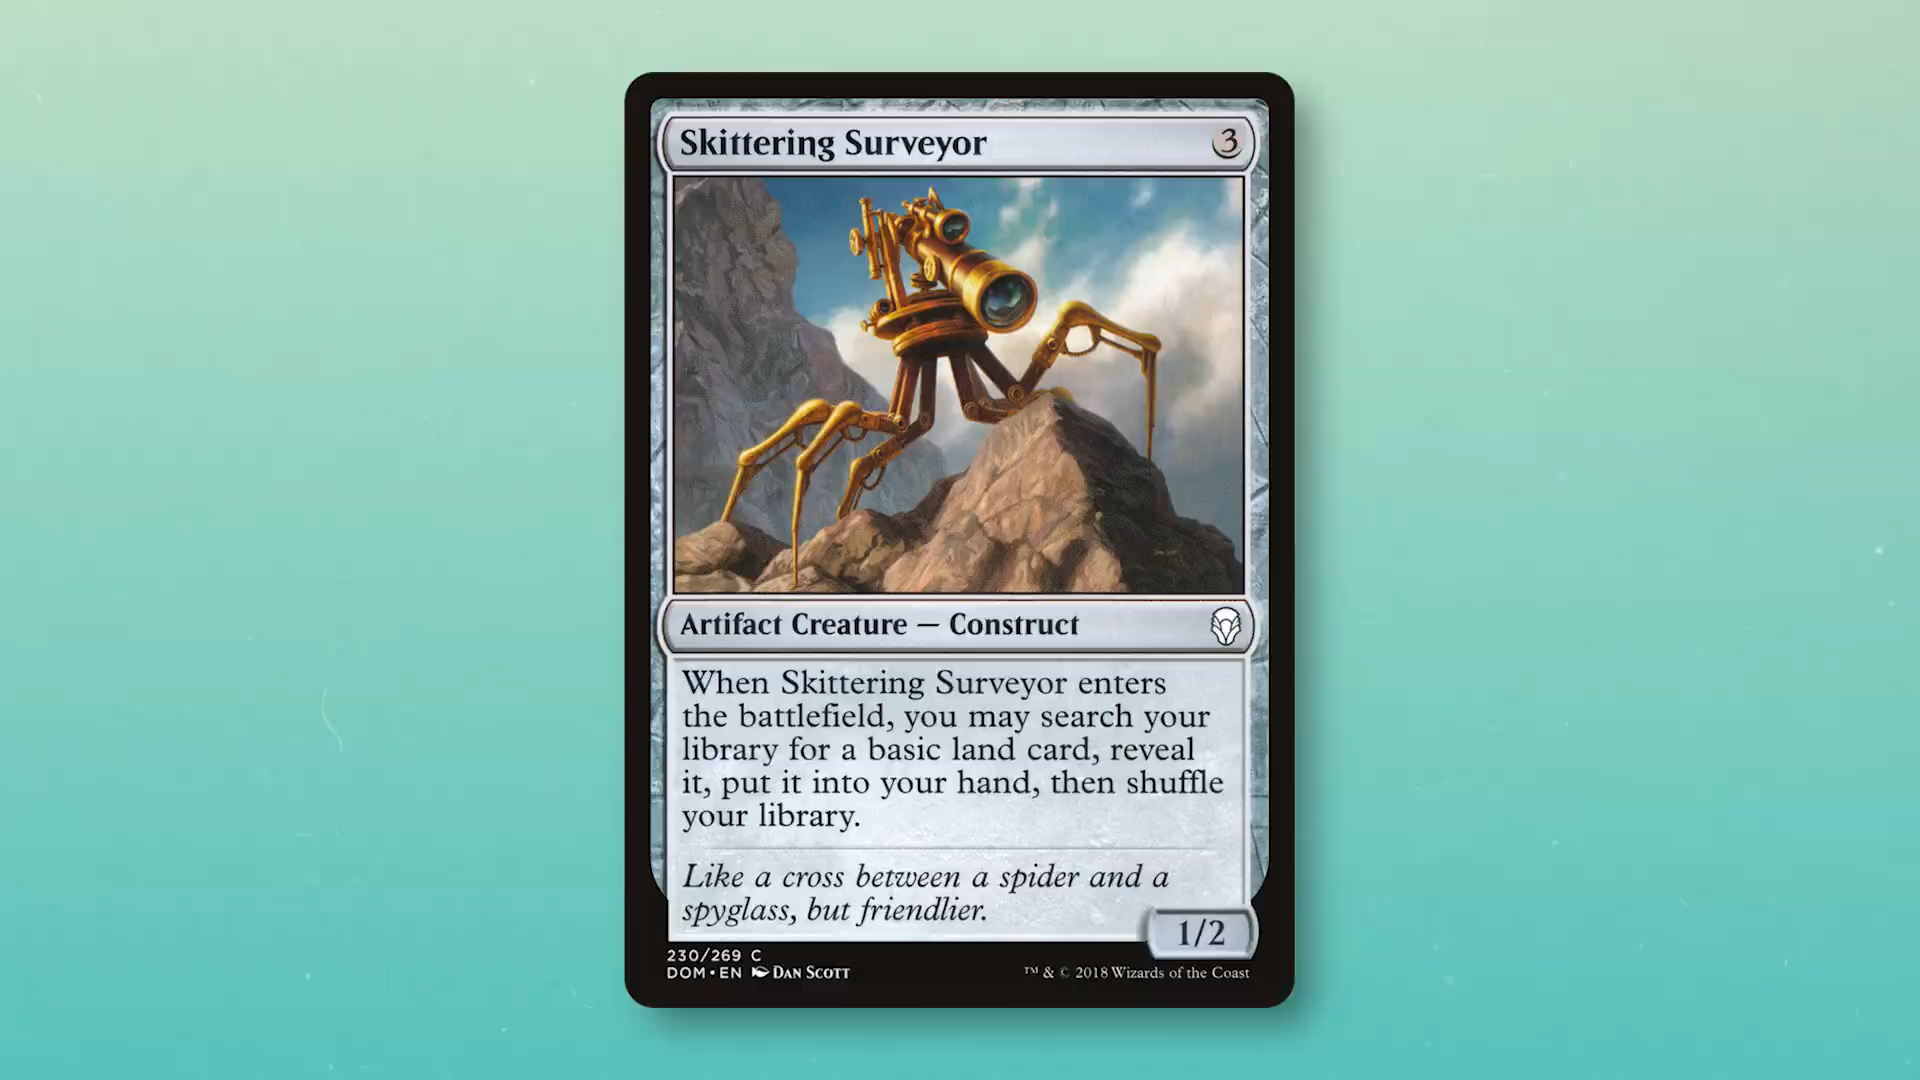 Skittering Surveyor
3
Artifact Creature — Construct
When Skittering Surveyor enters
the battlefield, you may search your
library for a basic land card, reveal
it, put it into your hand, then shuffle
your library.
Like a cross between a spider and a
spyglass, but friendlier.
1/2
230/269 C
DOM • EN Dan Scott
™ & © 2018 Wizards of the Coast